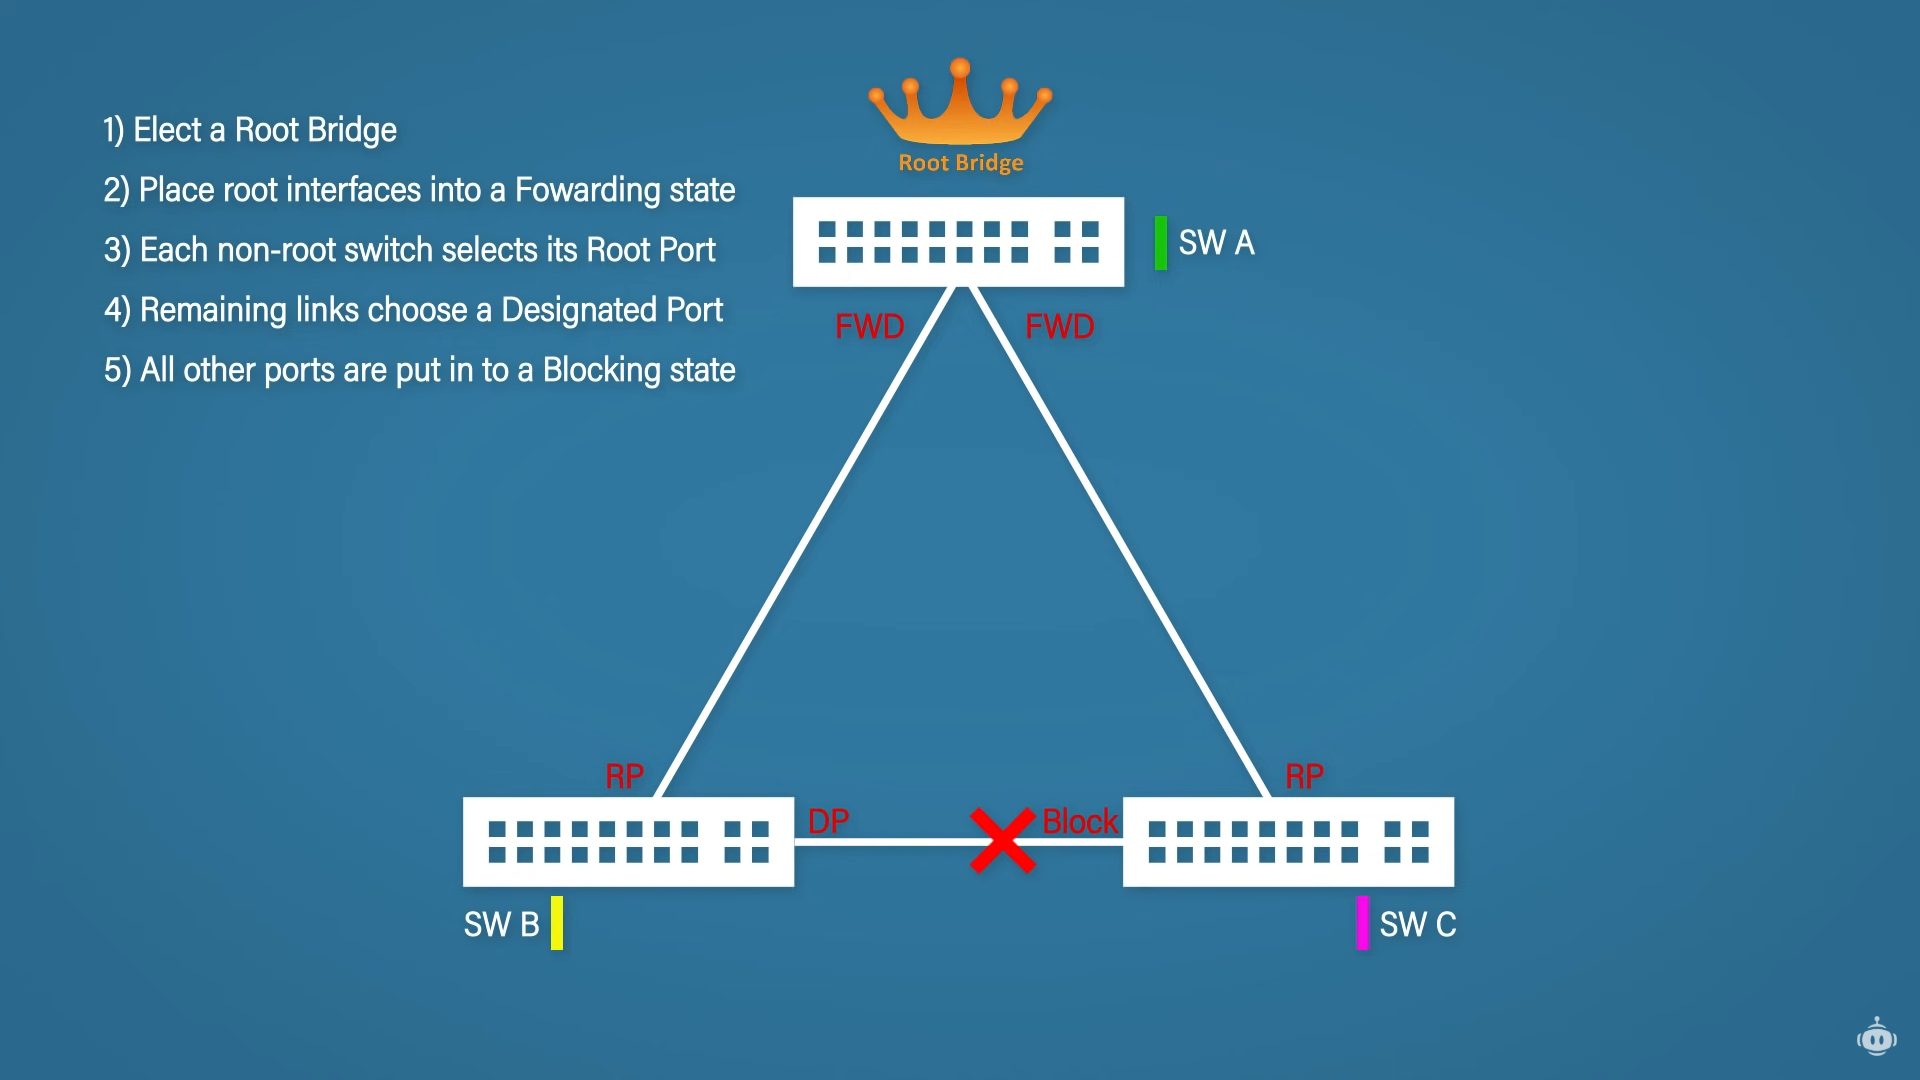 1) Elect a Root Bridge
2) Place root interfaces into a Fowarding state
3) Each non-root switch selects its Root Port
4) Remaining links choose a Designated Port
5) All other ports are put in to a Blocking state
Root Bridge
SW A
FWD
FWD
RP
RP
DP
Block
SW B
SW C